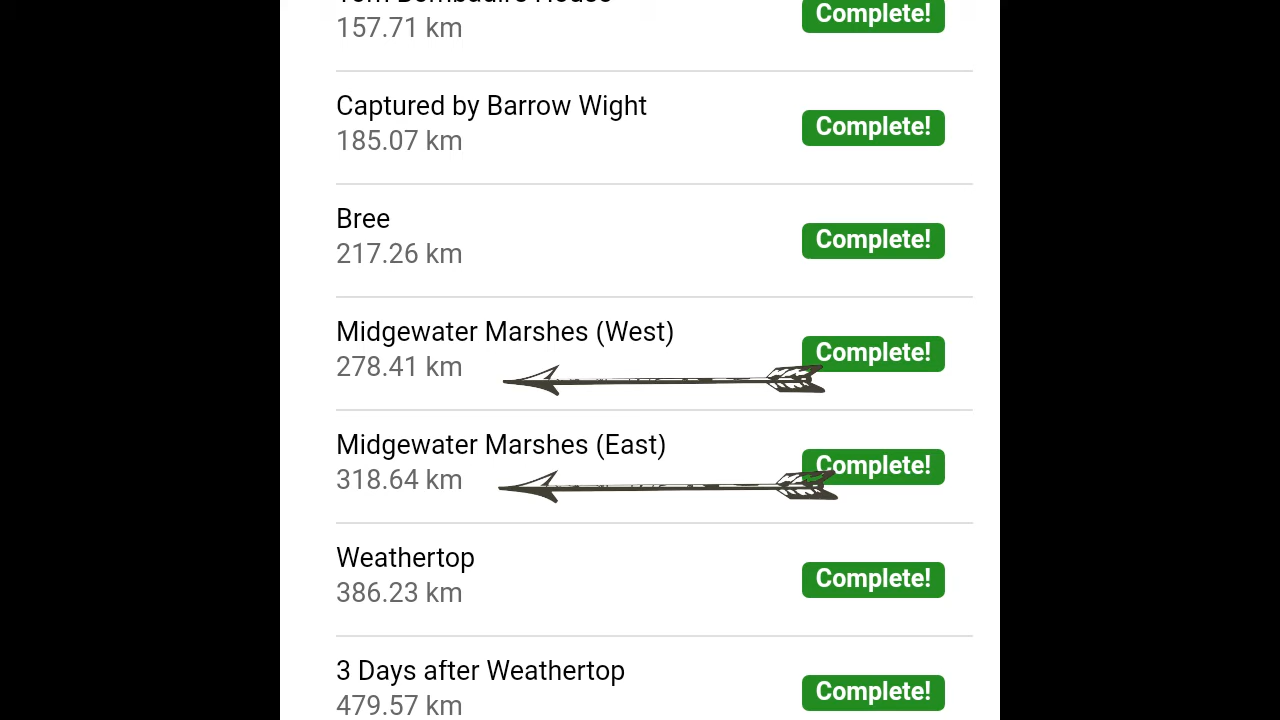 157.71 km
Complete!
Captured by Barrow Wight
Complete!
185.07 km
Bree
Complete!
217.26 km
Midgewater Marshes (West)
Complete!
278.41 km
Midgewater Marshes (East)
Complete!
318.64 km
Weathertop
Complete!
386.23 km
3 Days after Weathertop
Complete!
479.57 km